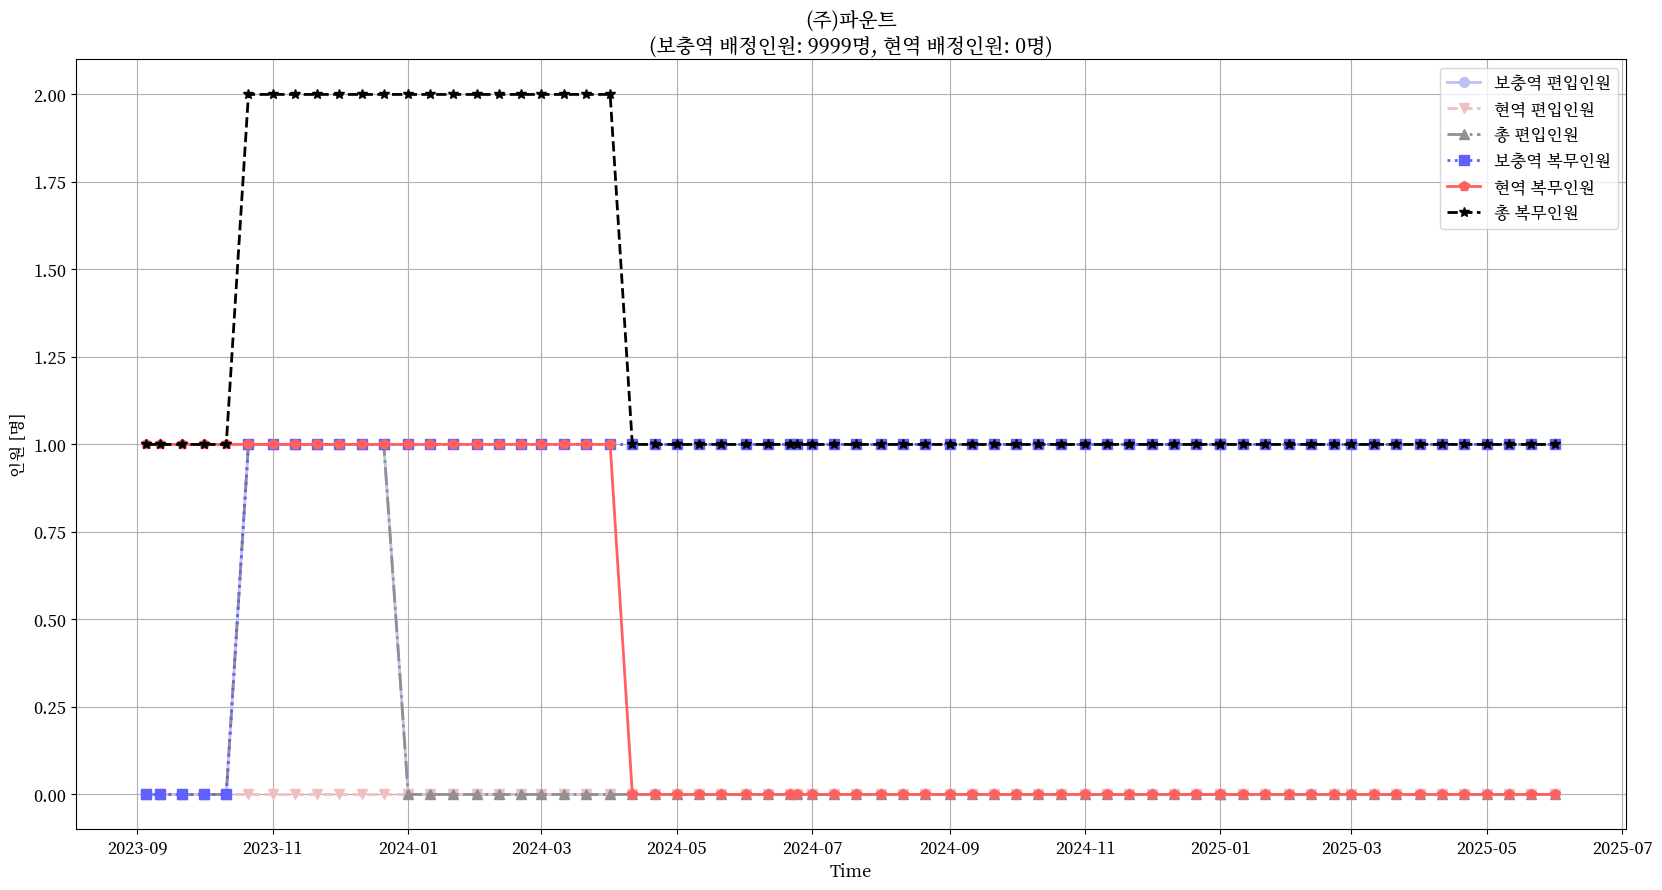 (주)파운트
(보충역 배정인원: 9999명, 현역 배정인원: 0명)
보충역 편입인원
현역 편입인원
총 편입인원
보충역 복무인원
현역 복무인원
총 복무인원
인원 [명]
2.00
1.75
1.50
1.25
1.00
0.75
0.50
0.25
0.00
2023-09 2023-11 2024-01 2024-03 2024-05 2024-07 2024-09 2024-11 2025-01 2025-03 2025-05 2025-07
Time